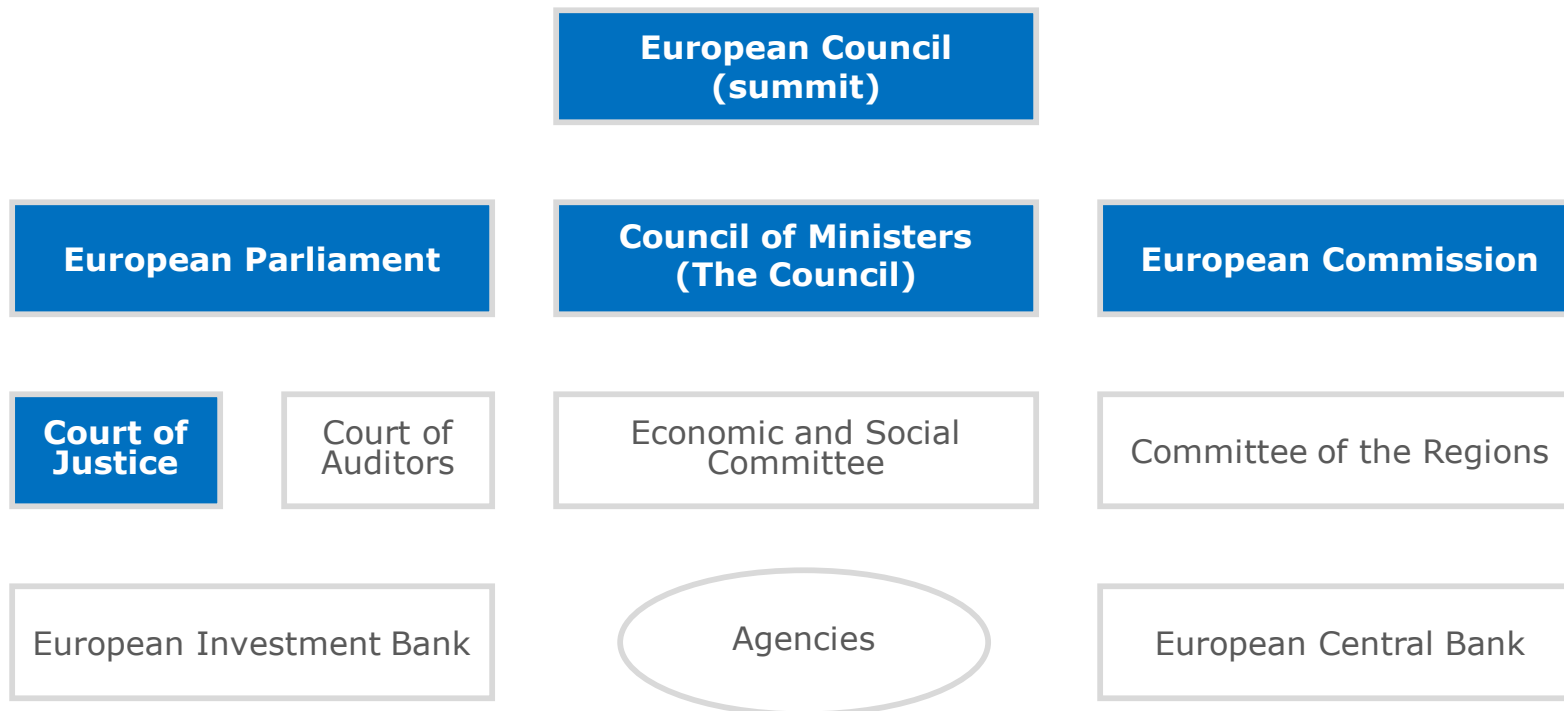 European Council
(summit)
European Parliament
Council of Ministers
(The Council)
European Commission
Court of
Justice
Court of
Auditors
Economic and Social
Committee
Committee of the Regions
European Investment Bank
Agencies
European Central Bank